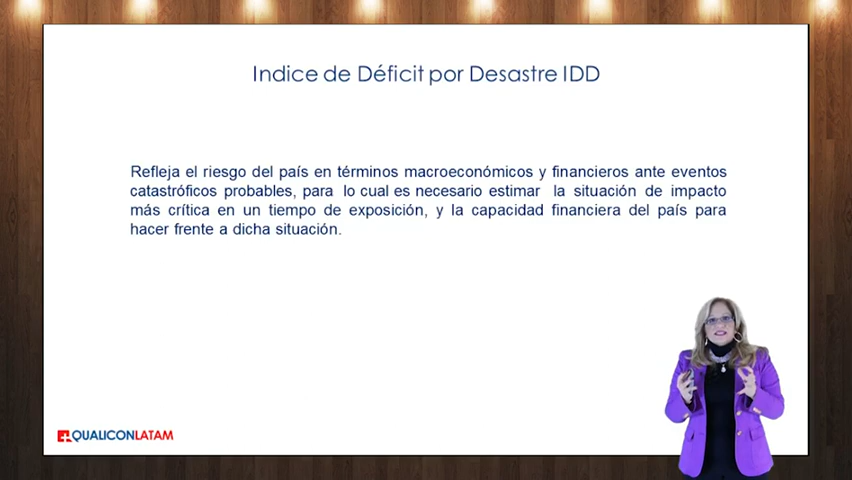 Indice de Déficit por Desastre IDD
Refleja el riesgo del país en términos macroeconómicos y financieros ante eventos
catastróficos probables, para lo cual es necesario estimar la situación de impacto
más crítica en un tiempo de exposición, y la capacidad financiera del país para
hacer frente a dicha situación.
QUALICONLATAM